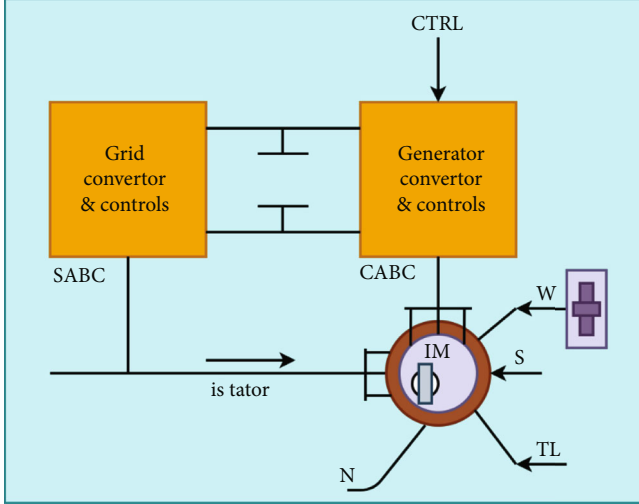 CTRL
Grid
convertor
& controls
Generator
convertor
& controls
SABC
CABC
W
IM
S
is tator
TL
N